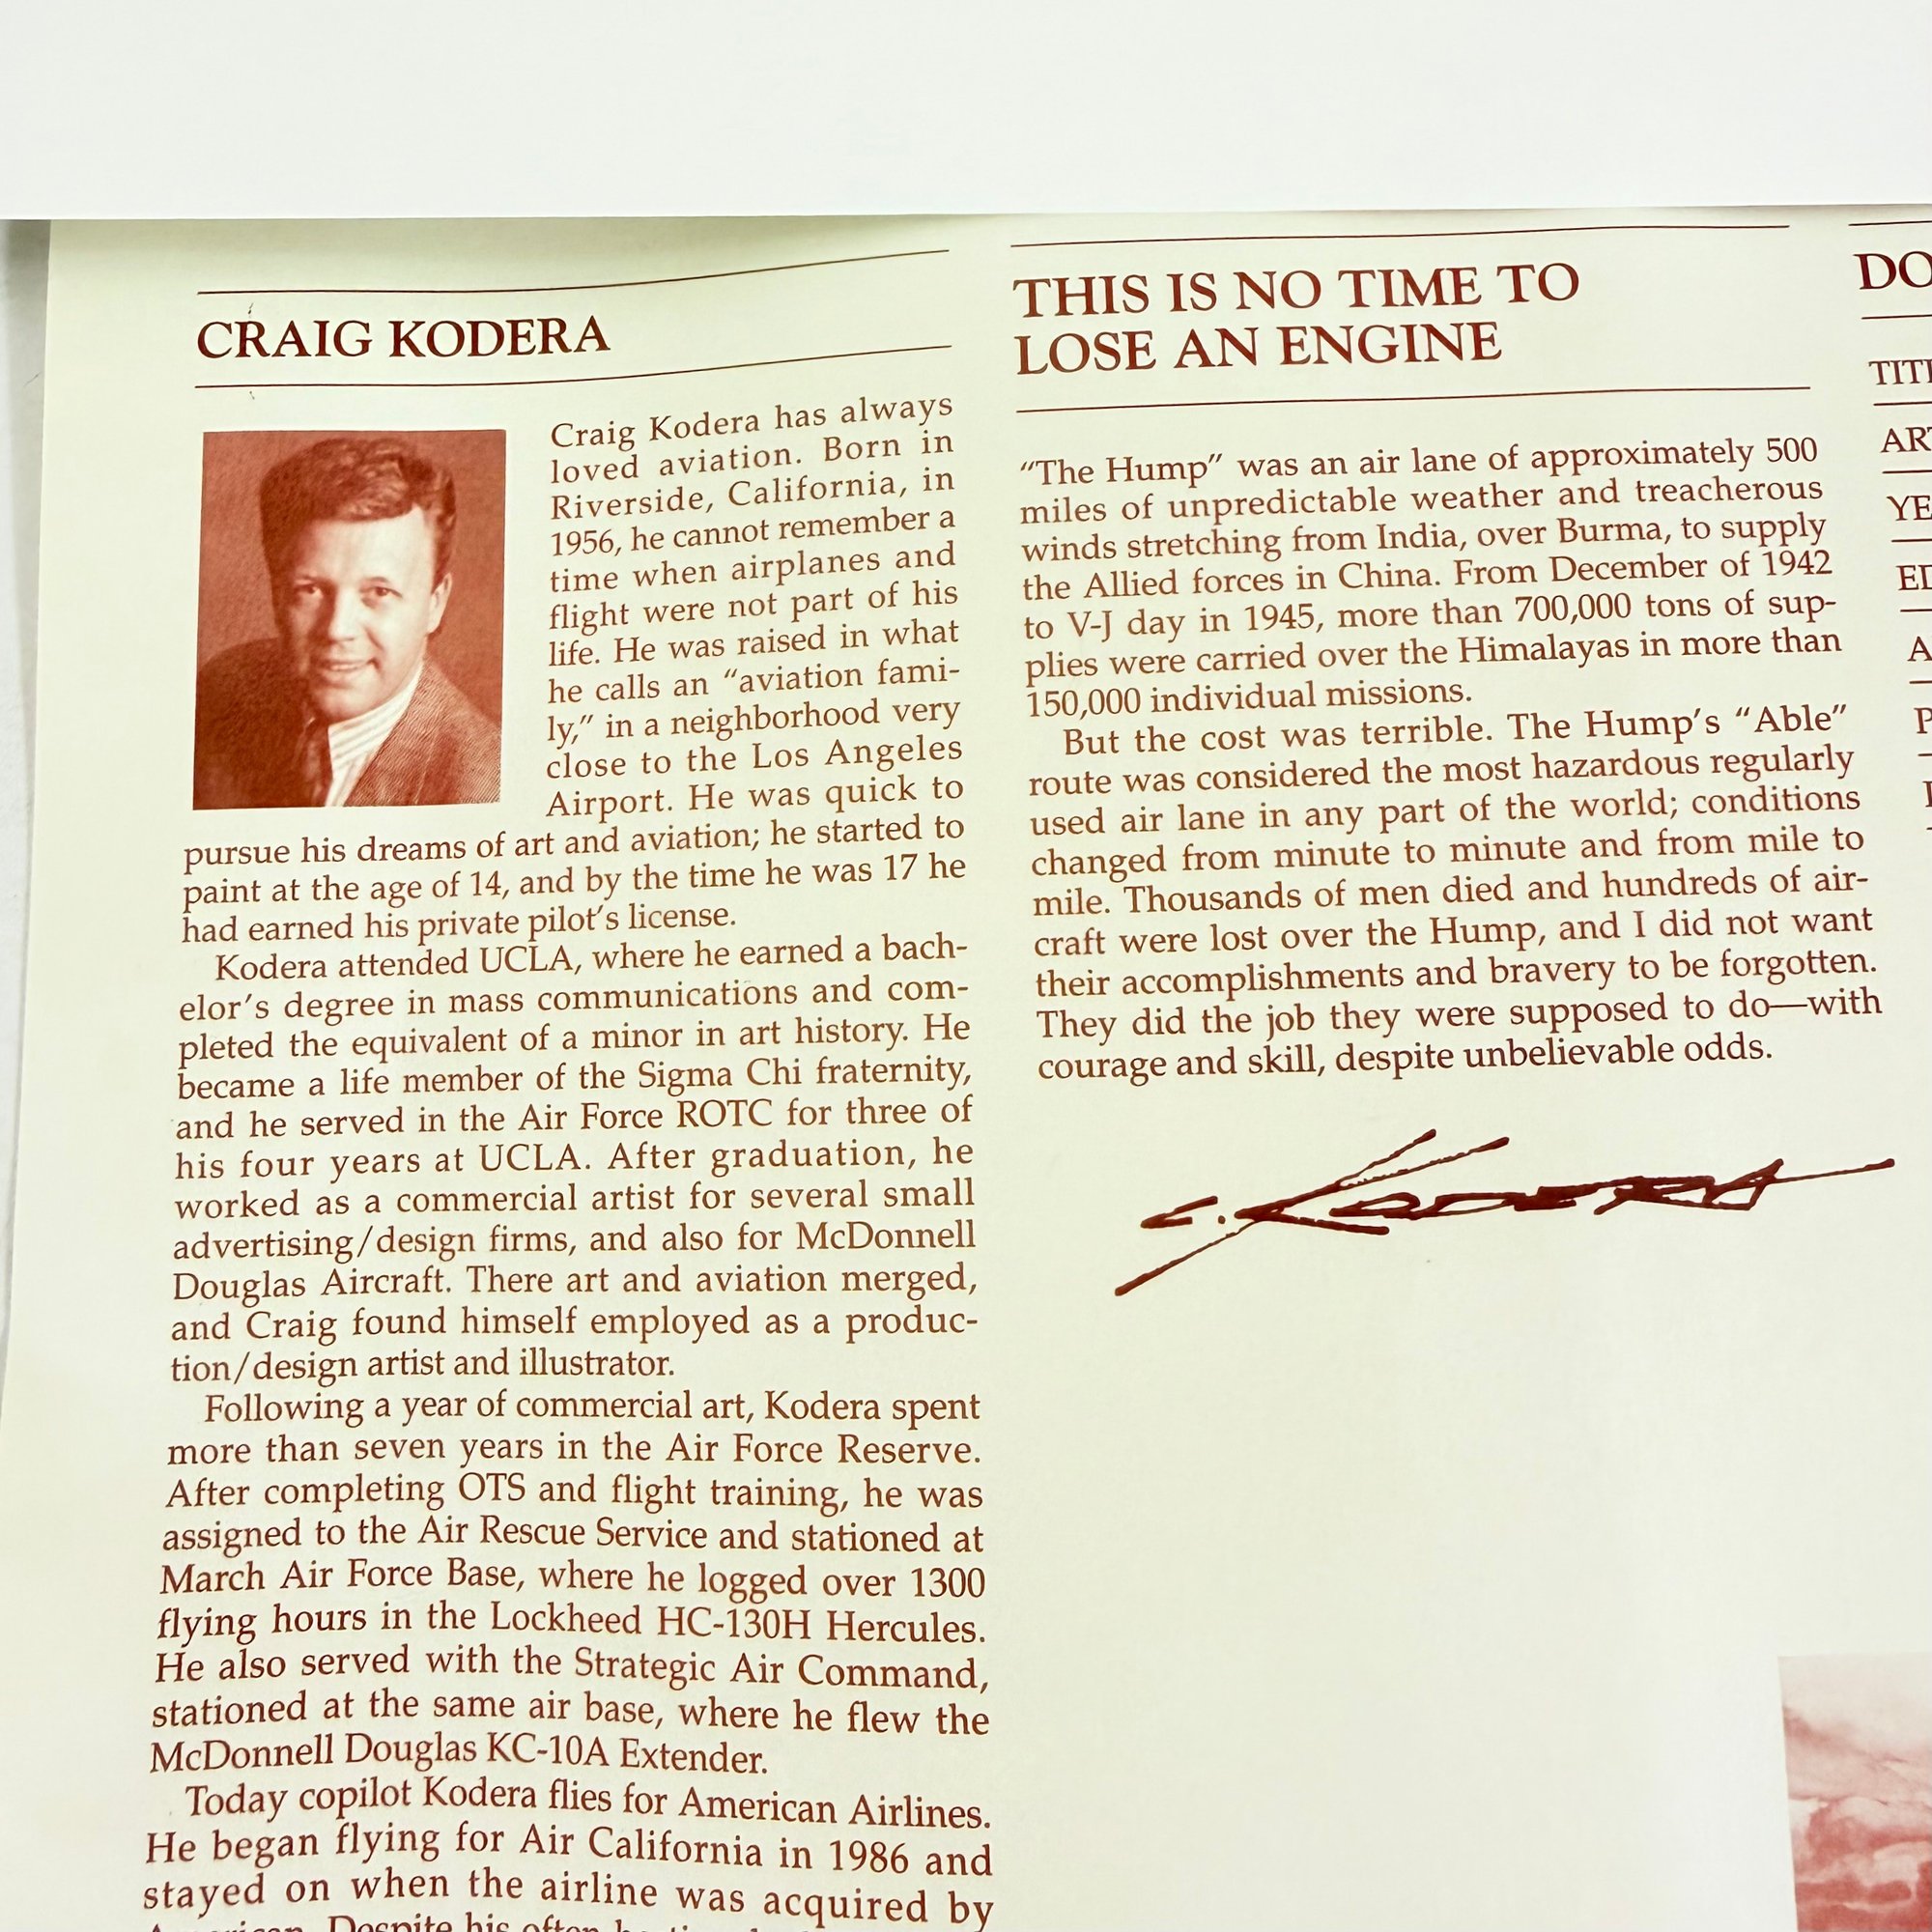 CRAIG KODERA
Craig Kodera has always
loved aviation. Born in
Riverside, California, in
1956, he cannot remember a
time when airplanes and
flight were not part of his
life. He was raised in what
he calls an “aviation fami-
ly,” in a neighborhood very
close to the Los Angeles
Airport. He was quick to
pursue his dreams of art and aviation; he started to
paint at the age of 14, and by the time he was 17 he
had earned his private pilot’s license.
Kodera attended UCLA, where he earned a bach-
elor’s degree in mass communications and com-
pleted the equivalent of a minor in art history. He
became a life member of the Sigma Chi fraternity,
and he served in the Air Force ROTC for three of
his four years at UCLA. After graduation, he
worked as a commercial artist for several small
advertising/design firms, and also for McDonnell
Douglas Aircraft. There art and aviation merged,
and Craig found himself employed as a produc-
tion/design artist and illustrator.
Following a year of commercial art, Kodera spent
more than seven years in the Air Force Reserve.
After completing OTS and flight training, he was
assigned to the Air Rescue Service and stationed at
March Air Force Base, where he logged over 1300
flying hours in the Lockheed HC-130H Hercules.
He also served with the Strategic Air Command,
stationed at the same air base, where he flew the
McDonnell Douglas KC-10A Extender.
Today copilot Kodera flies for American Airlines.
He began flying for Air California in 1986 and
stayed on when the airline was acquired by
Despite his often
THIS IS NO TIME TO
LOSE AN ENGINE
“The Hump” was an air lane of approximately 500
miles of unpredictable weather and treacherous
winds stretching from India, over Burma, to supply
the Allied forces in China. From December of 1942
to V-J day in 1945, more than 700,000 tons of sup-
plies were carried over the Himalayas in more than
150,000 individual missions.
But the cost was terrible. The Hump’s “Able”
route was considered the most hazardous regularly
used air lane in any part of the world; conditions
changed from minute to minute and from mile to
mile. Thousands of men died and hundreds of air-
craft were lost over the Hump, and I did not want
their accomplishments and bravery to be forgotten.
They did the job they were supposed to do—with
courage and skill, despite unbelievable odds.
C. Kodera
DO
TIT
AR
YE
ED
A
P